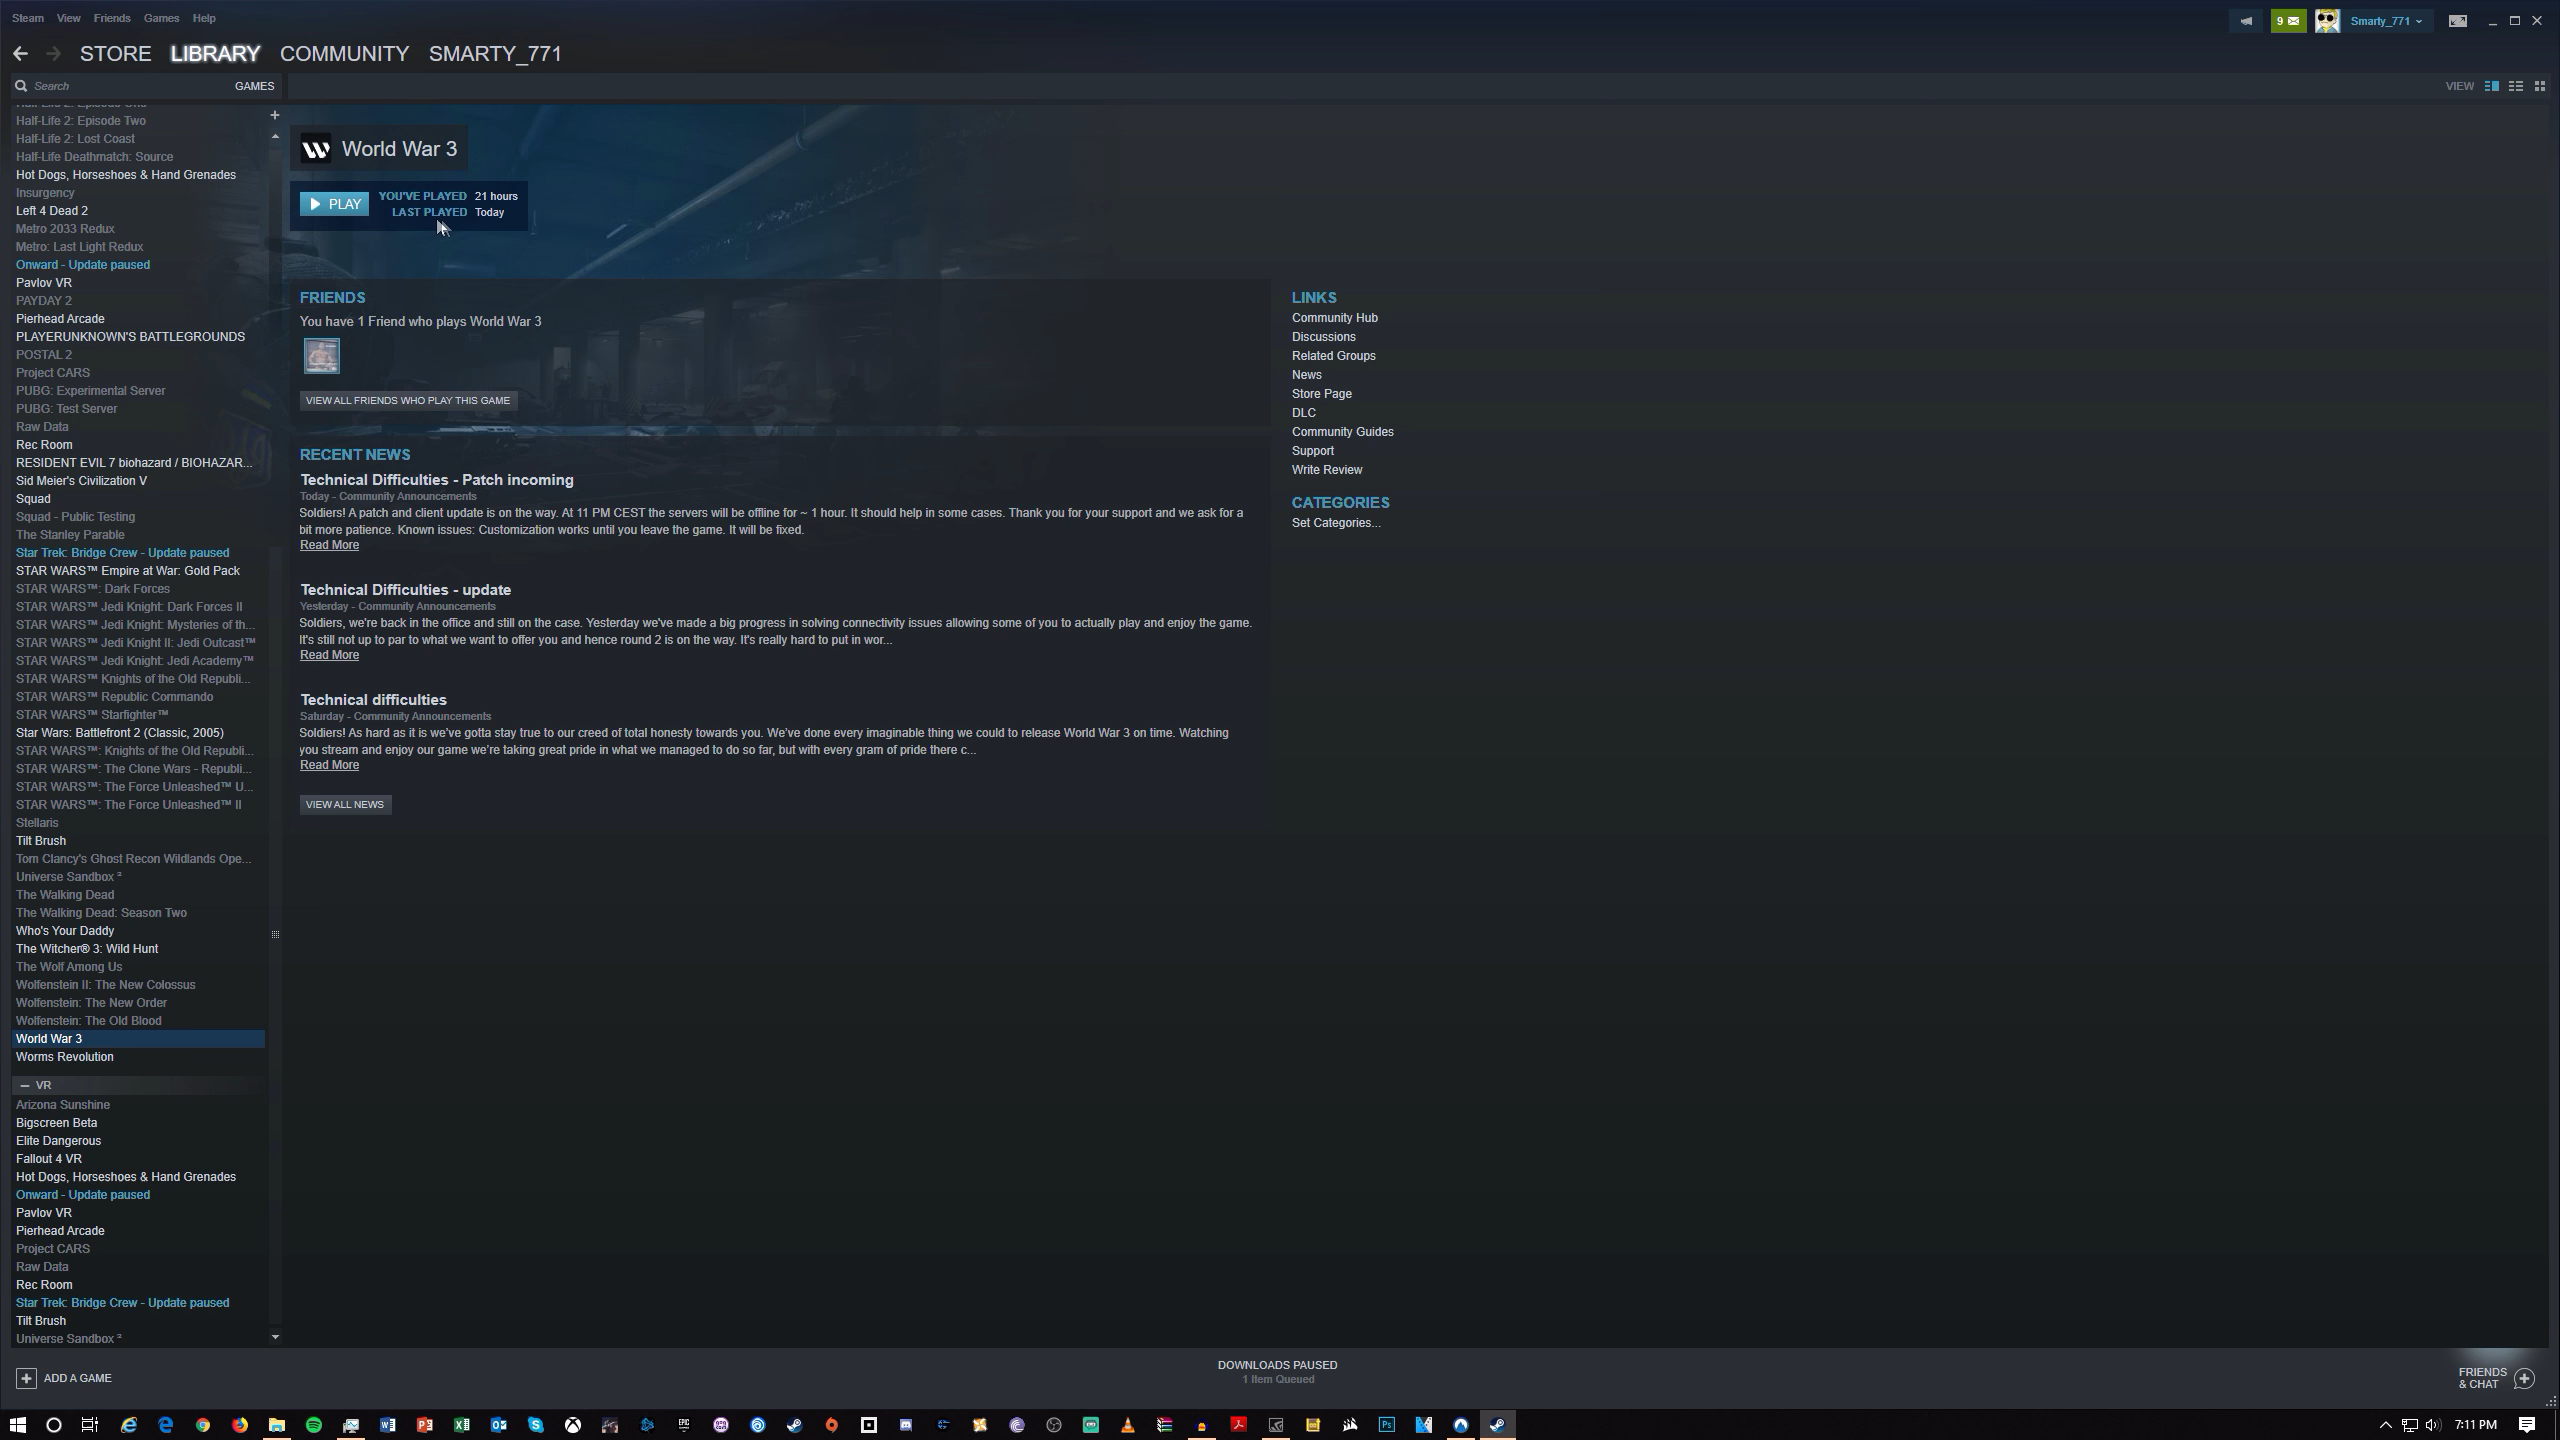 Steam View Friends Games Help
9 Smarty_771
STORE LIBRARY COMMUNITY SMARTY_771
Search GAMES
VIEW
Half-Life 2: Episode One
Half-Life 2: Episode Two
Half-Life 2: Lost Coast
Half-Life Deathmatch: Source
Hot Dogs, Horseshoes & Hand Grenades
Insurgency
Left 4 Dead 2
Metro 2033 Redux
Metro: Last Light Redux
Onward - Update paused
Pavlov VR
PAYDAY 2
Pierhead Arcade
PLAYERUNKNOWN'S BATTLEGROUNDS
POSTAL 2
Project CARS
PUBG: Experimental Server
PUBG: Test Server
Raw Data
Rec Room
RESIDENT EVIL 7 biohazard / BIOHAZAR...
Sid Meier's Civilization V
Squad
Squad - Public Testing
The Stanley Parable
Star Trek: Bridge Crew - Update paused
STAR WARS™ Empire at War: Gold Pack
STAR WARS™: Dark Forces
STAR WARS™ Jedi Knight: Dark Forces II
STAR WARS™ Jedi Knight: Mysteries of th...
STAR WARS™ Jedi Knight II: Jedi Outcast™
STAR WARS™ Jedi Knight: Jedi Academy™
STAR WARS™ Knights of the Old Republi...
STAR WARS™ Republic Commando
STAR WARS™ Starfighter™
Star Wars: Battlefront 2 (Classic, 2005)
STAR WARS™: Knights of the Old Republi...
STAR WARS™: The Clone Wars - Republi...
STAR WARS™: The Force Unleashed™ U...
STAR WARS™: The Force Unleashed™ II
Stellaris
Tilt Brush
Tom Clancy's Ghost Recon Wildlands Ope...
Universe Sandbox ²
The Walking Dead
The Walking Dead: Season Two
Who's Your Daddy
The Witcher® 3: Wild Hunt
The Wolf Among Us
Wolfenstein II: The New Colossus
Wolfenstein: The New Order
Wolfenstein: The Old Blood
World War 3
Worms Revolution
VR
Arizona Sunshine
Bigscreen Beta
Elite Dangerous
Fallout 4 VR
Hot Dogs, Horseshoes & Hand Grenades
Onward - Update paused
Pavlov VR
Pierhead Arcade
Project CARS
Raw Data
Rec Room
Star Trek: Bridge Crew - Update paused
Tilt Brush
Universe Sandbox ²
World War 3
PLAY
YOU'VE PLAYED 21 hours
LAST PLAYED Today
FRIENDS
You have 1 Friend who plays World War 3
VIEW ALL FRIENDS WHO PLAY THIS GAME
RECENT NEWS
Technical Difficulties - Patch incoming
Today - Community Announcements
Soldiers! A patch and client update is on the way. At 11 PM CEST the servers will be offline for ~ 1 hour. It should help in some cases. Thank you for your support and we ask for a
bit more patience. Known issues: Customization works until you leave the game. It will be fixed.
Read More
Technical Difficulties - update
Yesterday - Community Announcements
Soldiers, we're back in the office and still on the case. Yesterday we've made a big progress in solving connectivity issues allowing some of you to actually play and enjoy the game.
It's still not up to par to what we want to offer you and hence round 2 is on the way. It's really hard to put in wor...
Read More
Technical difficulties
Saturday - Community Announcements
Soldiers! As hard as it is we've gotta stay true to our creed of total honesty towards you. We've done every imaginable thing we could to release World War 3 on time. Watching
you stream and enjoy our game we're taking great pride in what we managed to do so far, but with every gram of pride there c...
Read More
VIEW ALL NEWS
LINKS
Community Hub
Discussions
Related Groups
News
Store Page
DLC
Community Guides
Support
Write Review
CATEGORIES
Set Categories...
ADD A GAME
DOWNLOADS PAUSED
1 Item Queued
FRIENDS
& CHAT
7:11 PM